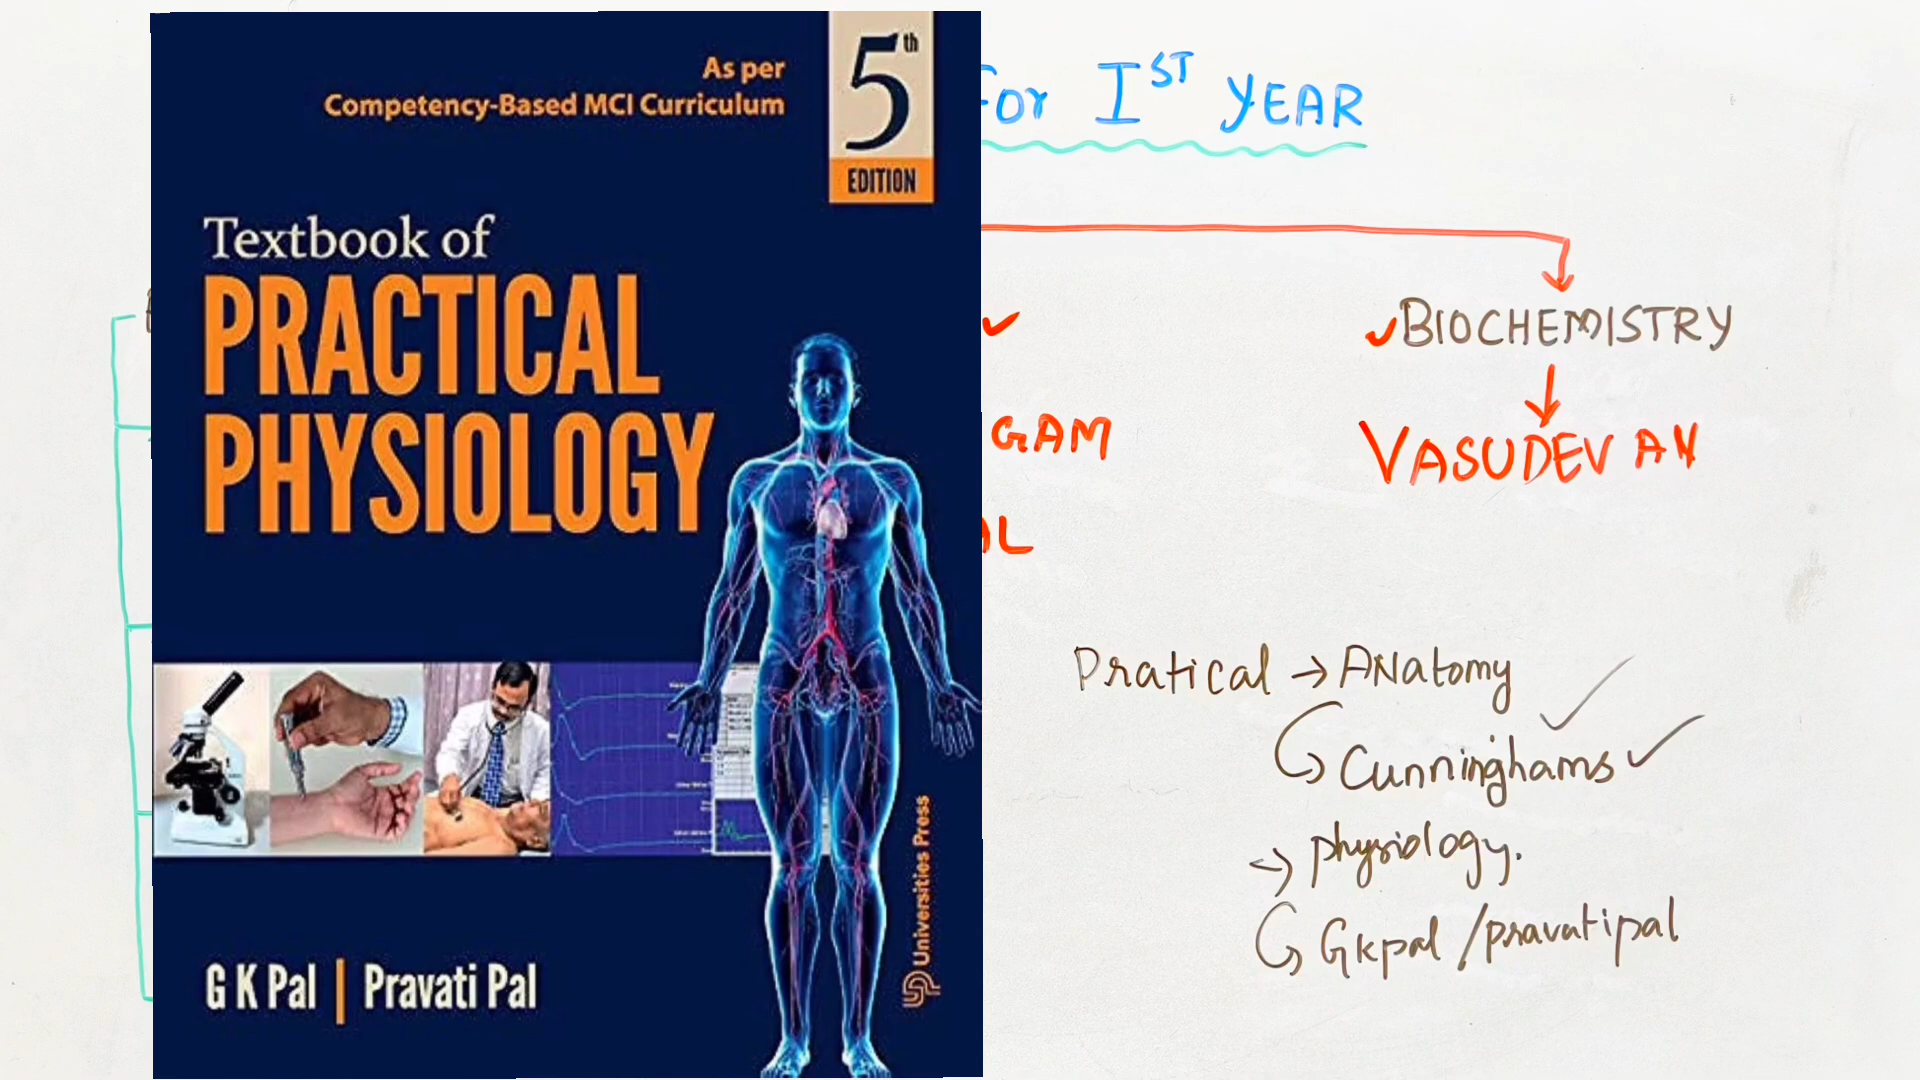 As per
Competency-Based MCI Curriculum
5th
EDITION
Textbook of
PRACTICAL
PHYSIOLOGY
G K Pal | Pravati Pal
Universities Press
For IST YEAR
BIOCHEMISTRY
GAM
VASUDEVAN
AL
Pratical → ANatomy
Cunninghams
→ physiology.
Gkpal / pravatipal